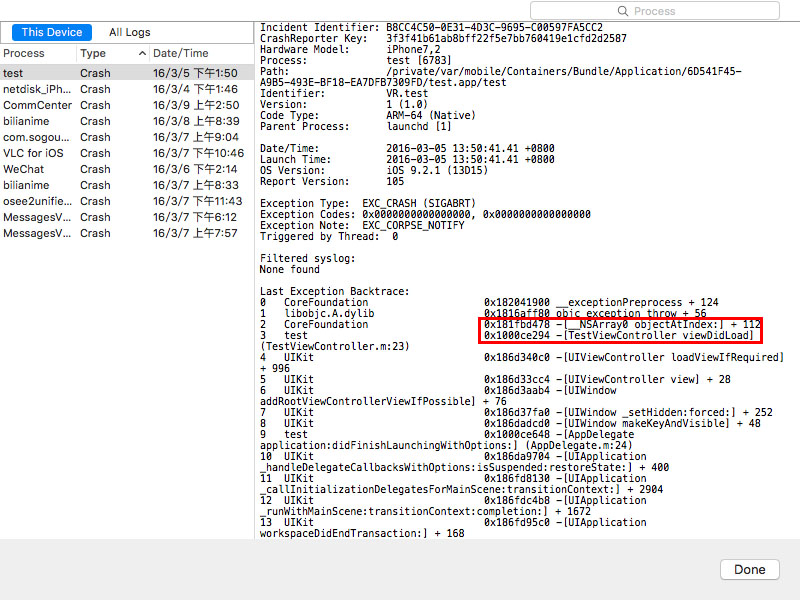 Process
This Device
All Logs
Process Type Date/Time
test Crash 16/3/5 下午1:50
netdisk_iPh... Crash 16/3/4 下午1:46
CommCenter Crash 16/3/9 上午2:50
bilianime Crash 16/3/8 上午8:39
com.sogou... Crash 16/3/7 上午9:04
VLC for iOS Crash 16/3/7 下午10:46
WeChat Crash 16/3/6 下午2:14
bilianime Crash 16/3/7 上午8:33
osee2unifie... Crash 16/3/7 下午11:43
MessagesV... Crash 16/3/7 下午6:12
MessagesV... Crash 16/3/7 上午7:57
Incident Identifier: B8CC4C50-0E31-4D3C-9695-C00597FA5CC2
CrashReporter Key: 3f3f41b61ab8bff22f5e7bb760419e1cfd2d2587
Hardware Model: iPhone7,2
Process: test [6783]
Path: /private/var/mobile/Containers/Bundle/Application/6D541F45-
A9B5-493E-BF18-EA7DFB7309FD/test.app/test
Identifier: VR.test
Version: 1 (1.0)
Code Type: ARM-64 (Native)
Parent Process: launchd [1]
Date/Time: 2016-03-05 13:50:41.41 +0800
Launch Time: 2016-03-05 13:50:41.41 +0800
OS Version: iOS 9.2.1 (13D15)
Report Version: 105
Exception Type: EXC_CRASH (SIGABRT)
Exception Codes: 0x0000000000000000, 0x0000000000000000
Exception Note: EXC_CORPSE_NOTIFY
Triggered by Thread: 0
Filtered syslog:
None found
Last Exception Backtrace:
0 CoreFoundation 0x182041900 __exceptionPreprocess + 124
1 libobjc.A.dylib 0x1816aff80 objc_exception_throw + 56
2 CoreFoundation 0x181fbd478 -[__NSArray0 objectAtIndex:] + 112
3 test 0x1000ce294 -[TestViewController viewDidLoad]
(TestViewController.m:23)
4 UIKit 0x186d340c0 -[UIViewController loadViewIfRequired]
+ 996
5 UIKit 0x186d33cc4 -[UIViewController view] + 28
6 UIKit 0x186d3aab4 -[UIWindow
addRootViewControllerViewIfPossible] + 76
7 UIKit 0x186d37fa0 -[UIWindow _setHidden:forced:] + 252
8 UIKit 0x186dadcd0 -[UIWindow makeKeyAndVisible] + 48
9 test 0x1000ce648 -[AppDelegate
application:didFinishLaunchingWithOptions:] (AppDelegate.m:24)
10 UIKit 0x186da9704 -[UIApplication
_handleDelegateCallbacksWithOptions:isSuspended:restoreState:] + 400
11 UIKit 0x186fd8130 -[UIApplication
_callInitializationDelegatesForMainScene:transitionContext:] + 2904
12 UIKit 0x186fdc4b8 -[UIApplication
_runWithMainScene:transitionContext:completion:] + 1672
13 UIKit 0x186fd95c0 -[UIApplication
workspaceDidEndTransaction:] + 168
Done